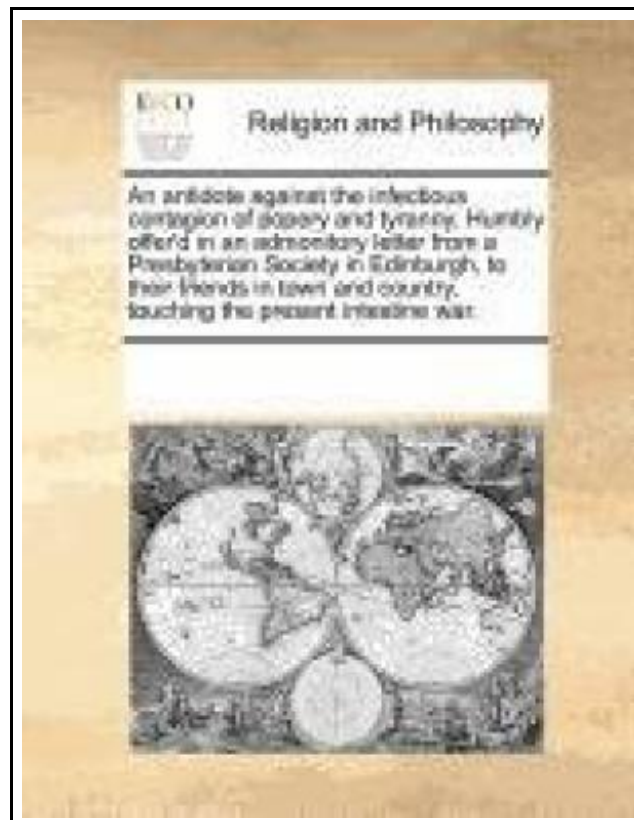 ECCO
Religion and Philosophy
An antidote against the infectious
contagion of popery and tyranny. Humbly
offer'd in an admonitory letter from a
Presbyterian Society in Edinburgh, to
their friends in town and country,
touching the present intestine war.